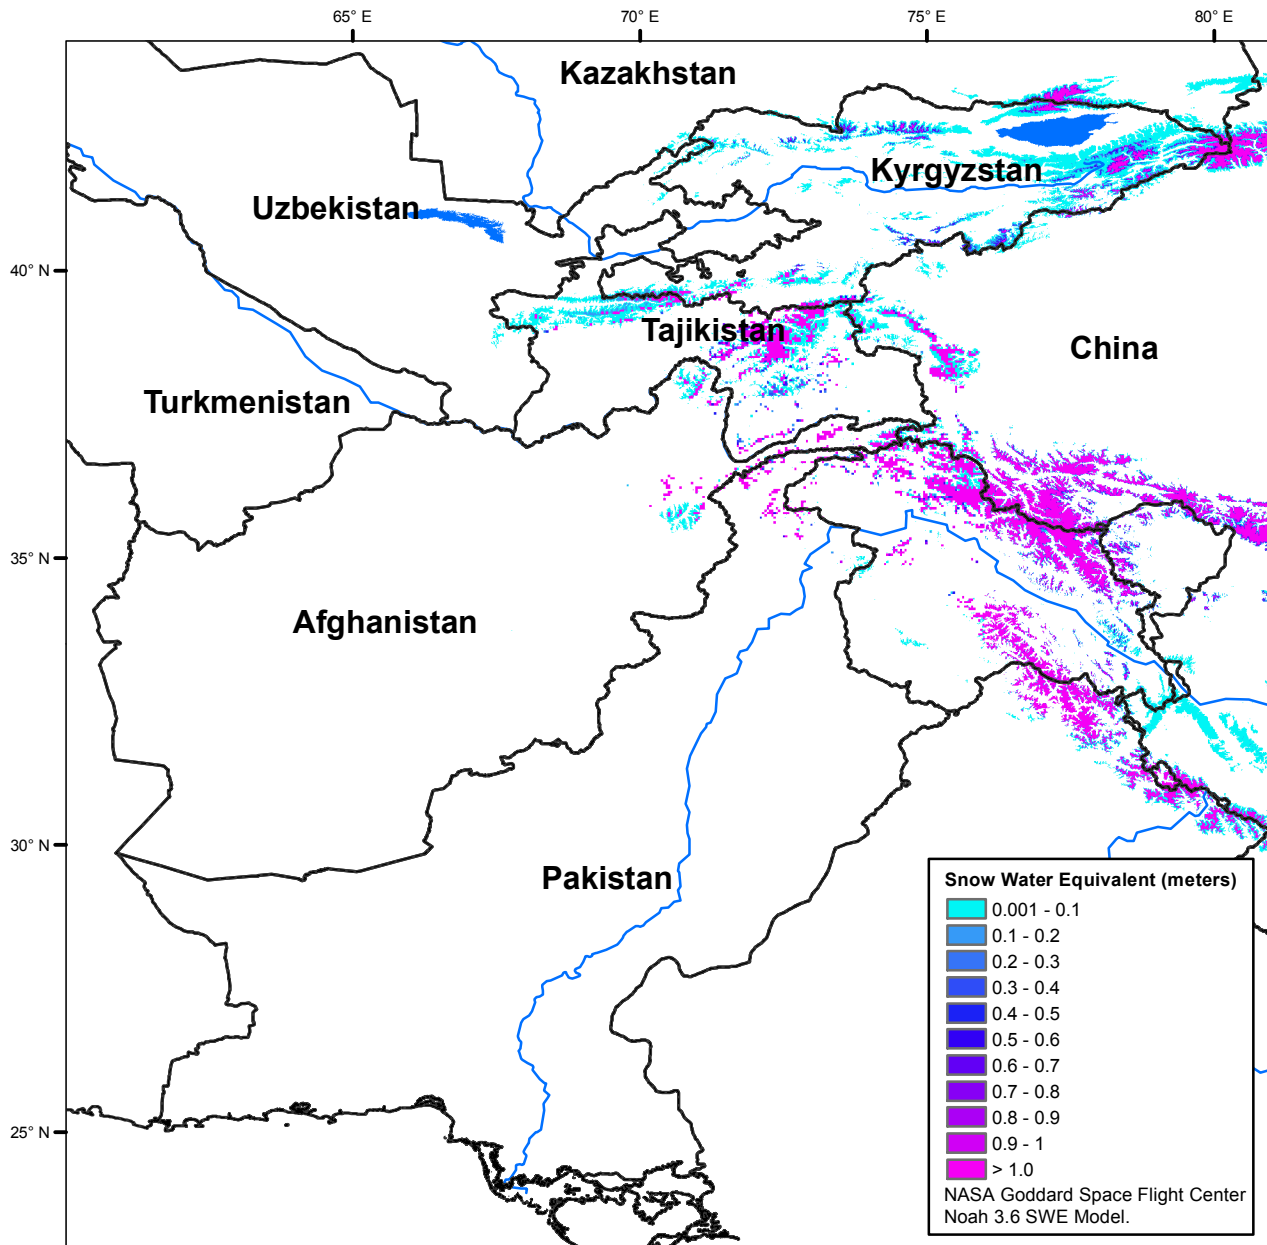 65° E
70° E
75° E
80° E
Kazakhstan
Kyrgyzstan
Uzbekistan
40° N
Tajikistan
China
Turkmenistan
35° N
Afghanistan
30° N
Pakistan
25° N
Snow Water Equivalent (meters)
0.001 - 0.1
0.1 - 0.2
0.2 - 0.3
0.3 - 0.4
0.4 - 0.5
0.5 - 0.6
0.6 - 0.7
0.7 - 0.8
0.8 - 0.9
0.9 - 1
> 1.0
NASA Goddard Space Flight Center
Noah 3.6 SWE Model.